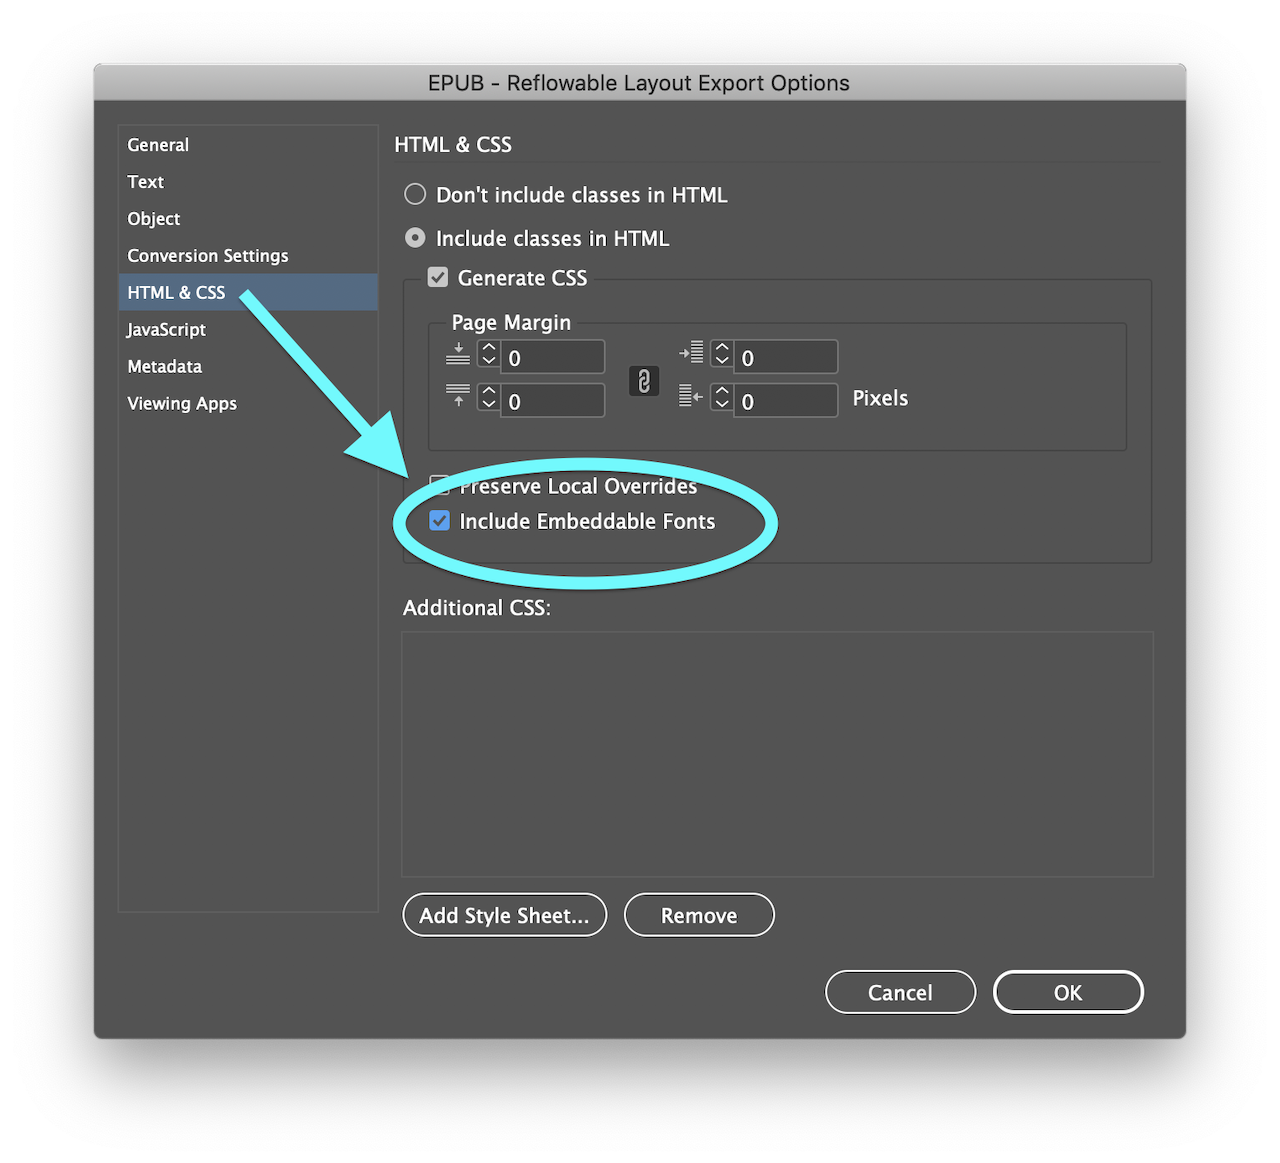 EPUB - Reflowable Layout Export Options
General
Text
Object
Conversion Settings
HTML & CSS
JavaScript
Metadata
Viewing Apps
HTML & CSS
Don't include classes in HTML
Include classes in HTML
Generate CSS
Page Margin
0
0
0
0
Pixels
Preserve Local Overrides
Include Embeddable Fonts
Additional CSS:
Add Style Sheet...
Remove
Cancel
OK